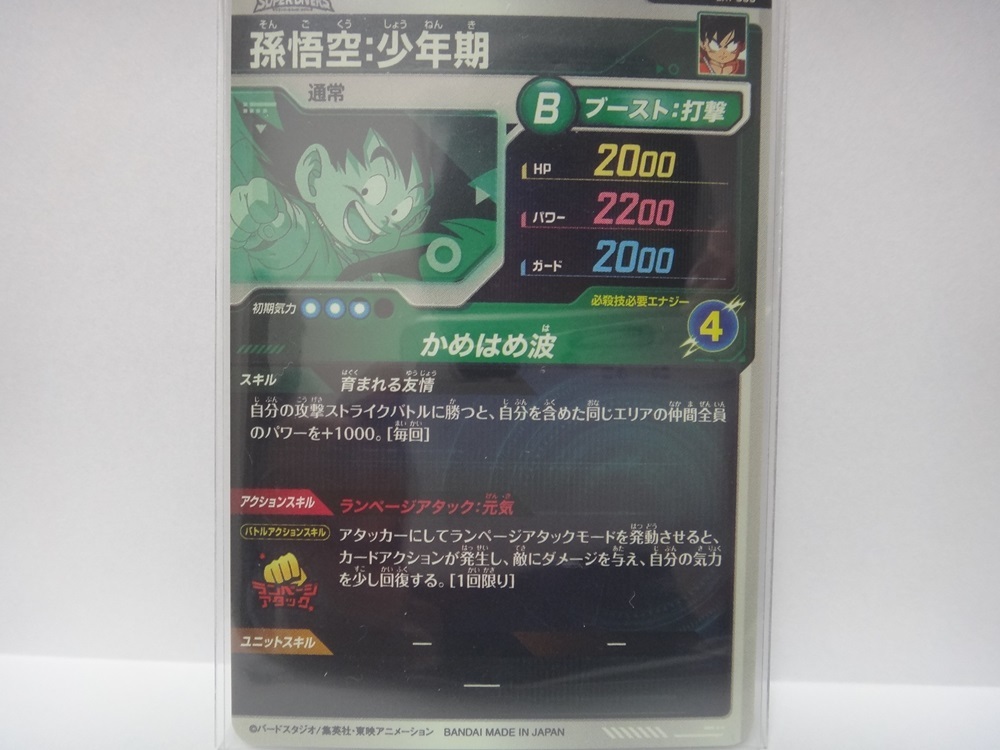 SUPER DIVERS
孫悟空:少年期
通常
B ブースト:打撃
HP 2000
パワー 2200
ガード 2000
初期気力
必殺技必要エナジー
4
かめはめ波
スキル 育まれる友情
自分の攻撃ストライクバトルに勝つと、自分を含めた同じエリアの仲間全員
のパワーを+1000。[毎回]
アクションスキル ランページアタック:元気
バトルアクションスキル
アタッカーにしてランページアタックモードを発動させると、
カードアクションが発生し、敵にダメージを与え、自分の気力
を少し回復する。[1回限り]
ランページ
アタック
ユニットスキル ー ー
ー
©バードスタジオ/集英社・東映アニメーション BANDAI MADE IN JAPAN